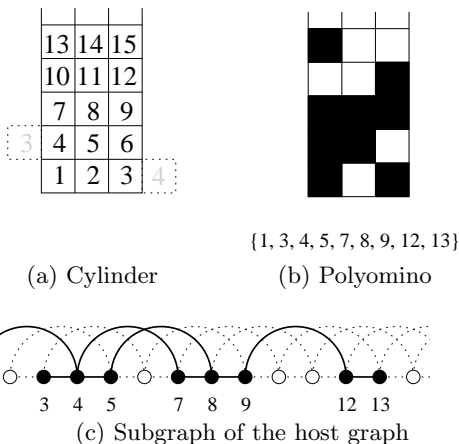 13 14 15
10 11 12
7 8 9
3 4 5 6
1 2 3 4
{1, 3, 4, 5, 7, 8, 9, 12, 13}
(a) Cylinder
(b) Polyomino
3 4 5 7 8 9 12 13
(c) Subgraph of the host graph